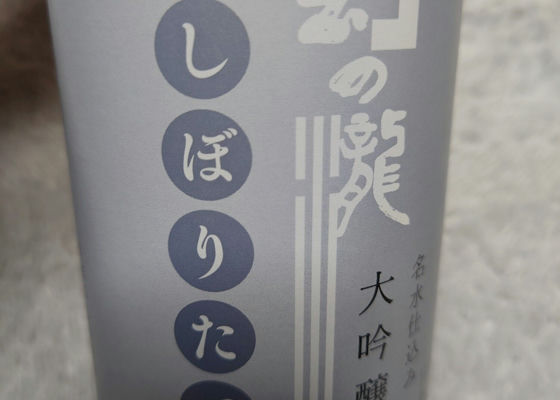 名水仕込み
大吟醸
幻の瀧
しぼりた